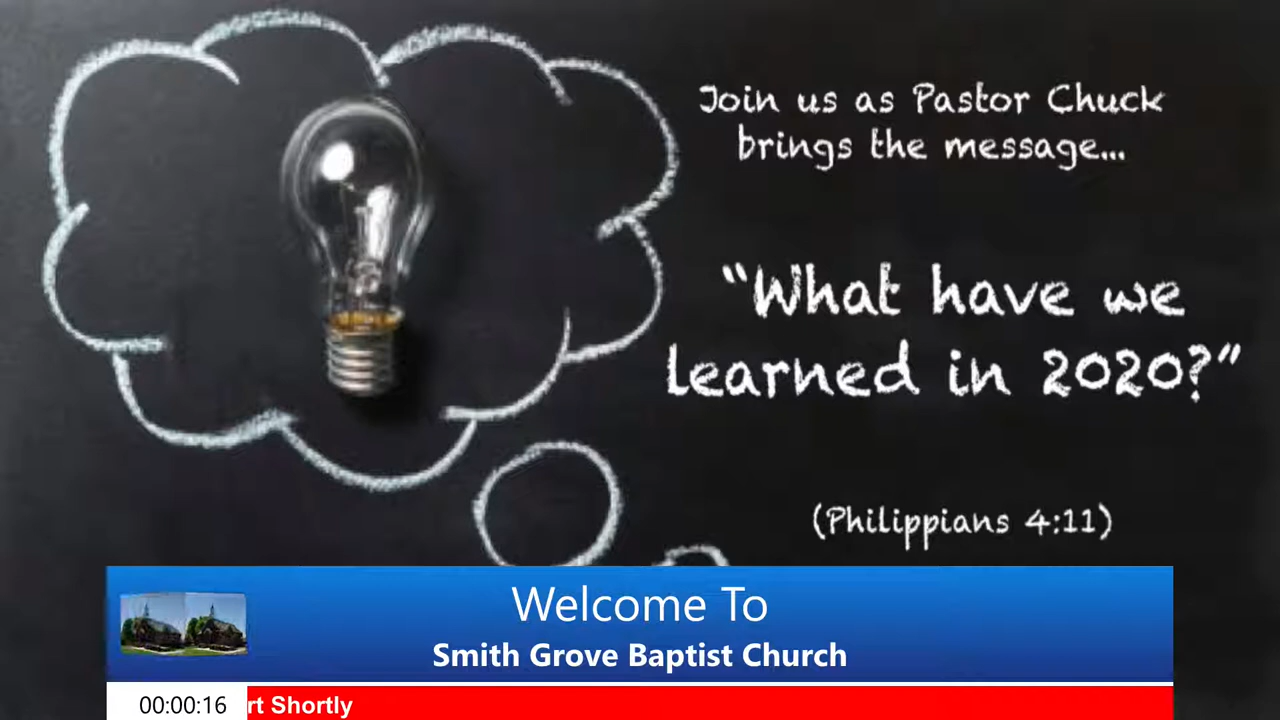 Join us as Pastor Chuck
brings the message...
"What have we
learned in 2020?"
(Philippians 4:11)
Welcome To
Smith Grove Baptist Church
00:00:16
rt Shortly